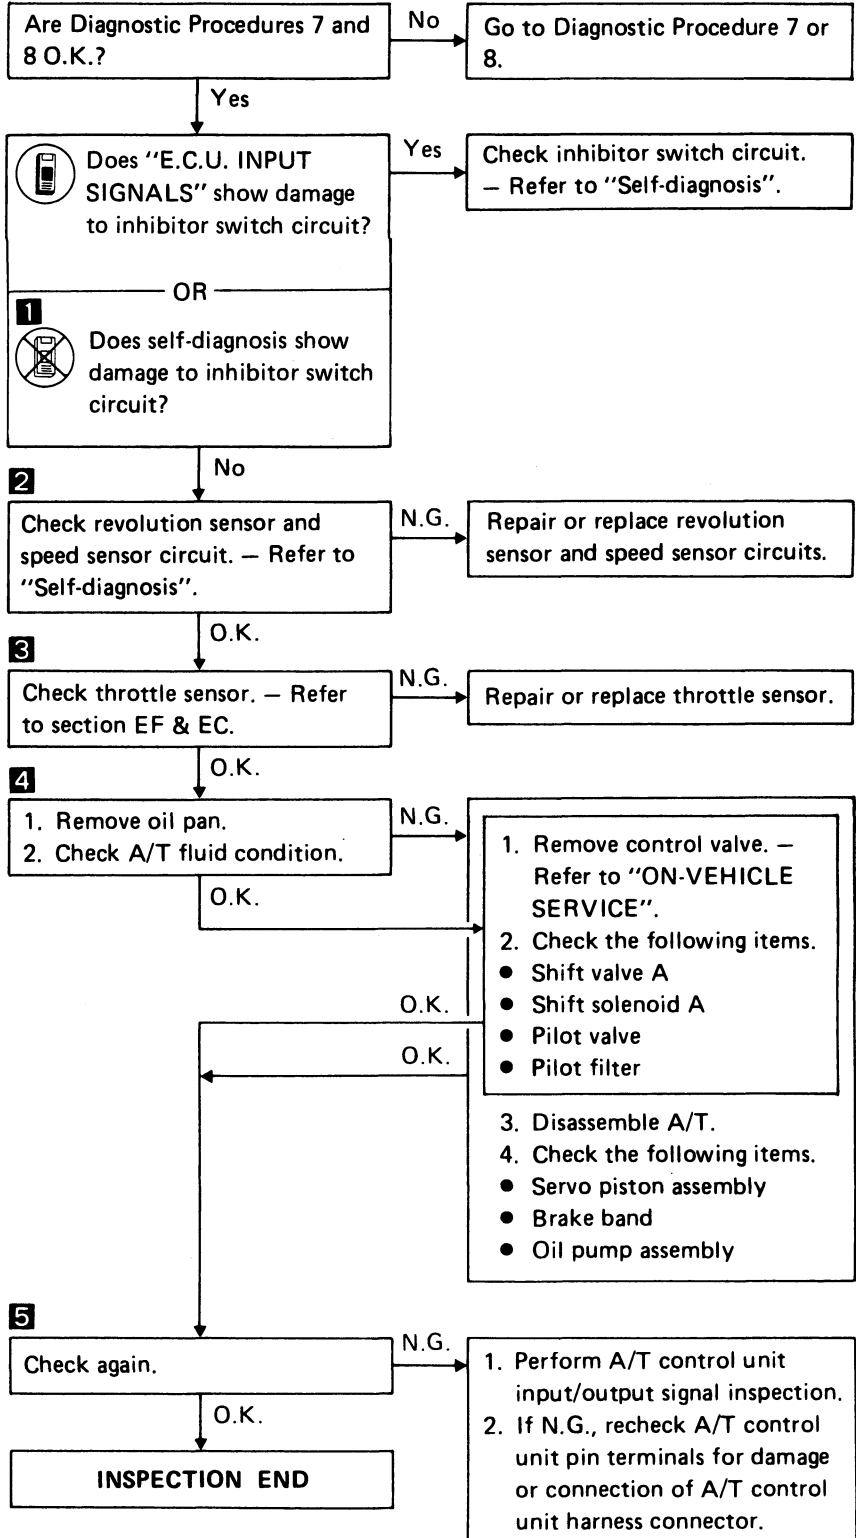 Are Diagnostic Procedures 7 and
8 O.K.?
No
Go to Diagnostic Procedure 7 or
8.
Yes
Does "E.C.U. INPUT
SIGNALS" show damage
to inhibitor switch circuit?
Yes
Check inhibitor switch circuit.
— Refer to "Self-diagnosis".
OR
1
Does self-diagnosis show
damage to inhibitor switch
circuit?
No
2
Check revolution sensor and
speed sensor circuit. — Refer to
"Self-diagnosis".
N.G.
Repair or replace revolution
sensor and speed sensor circuits.
O.K.
3
Check throttle sensor. — Refer
to section EF & EC.
N.G.
Repair or replace throttle sensor.
O.K.
4
1. Remove oil pan.
2. Check A/T fluid condition.
N.G.
O.K.
1. Remove control valve. —
Refer to "ON-VEHICLE
SERVICE".
2. Check the following items.
● Shift valve A
● Shift solenoid A
● Pilot valve
● Pilot filter
O.K.
O.K.
3. Disassemble A/T.
4. Check the following items.
● Servo piston assembly
● Brake band
● Oil pump assembly
5
Check again.
N.G.
1. Perform A/T control unit
input/output signal inspection.
2. If N.G., recheck A/T control
unit pin terminals for damage
or connection of A/T control
unit harness connector.
O.K.
INSPECTION END